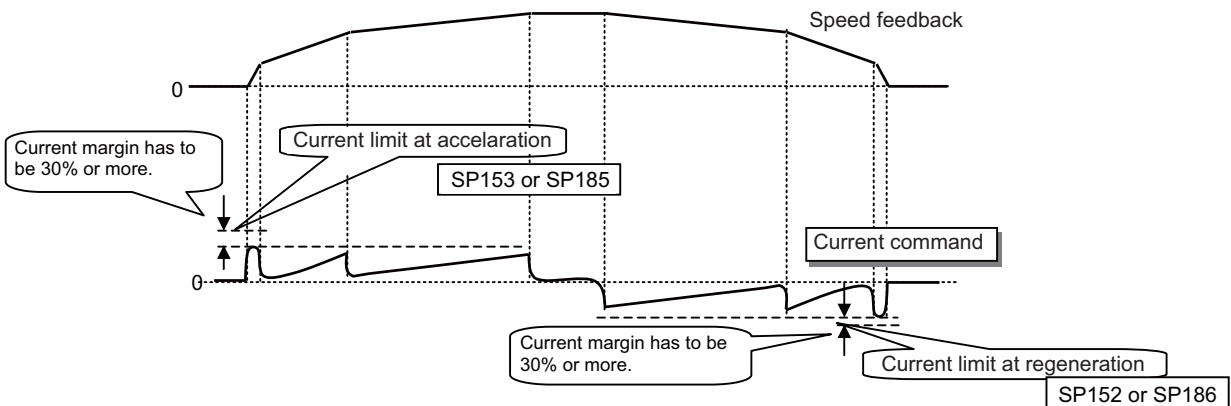 Speed feedback
0
Current margin has to
be 30% or more.
Current limit at accelaration
SP153 or SP185
Current command
0
Current margin has to be
30% or more.
Current limit at regeneration
SP152 or SP186